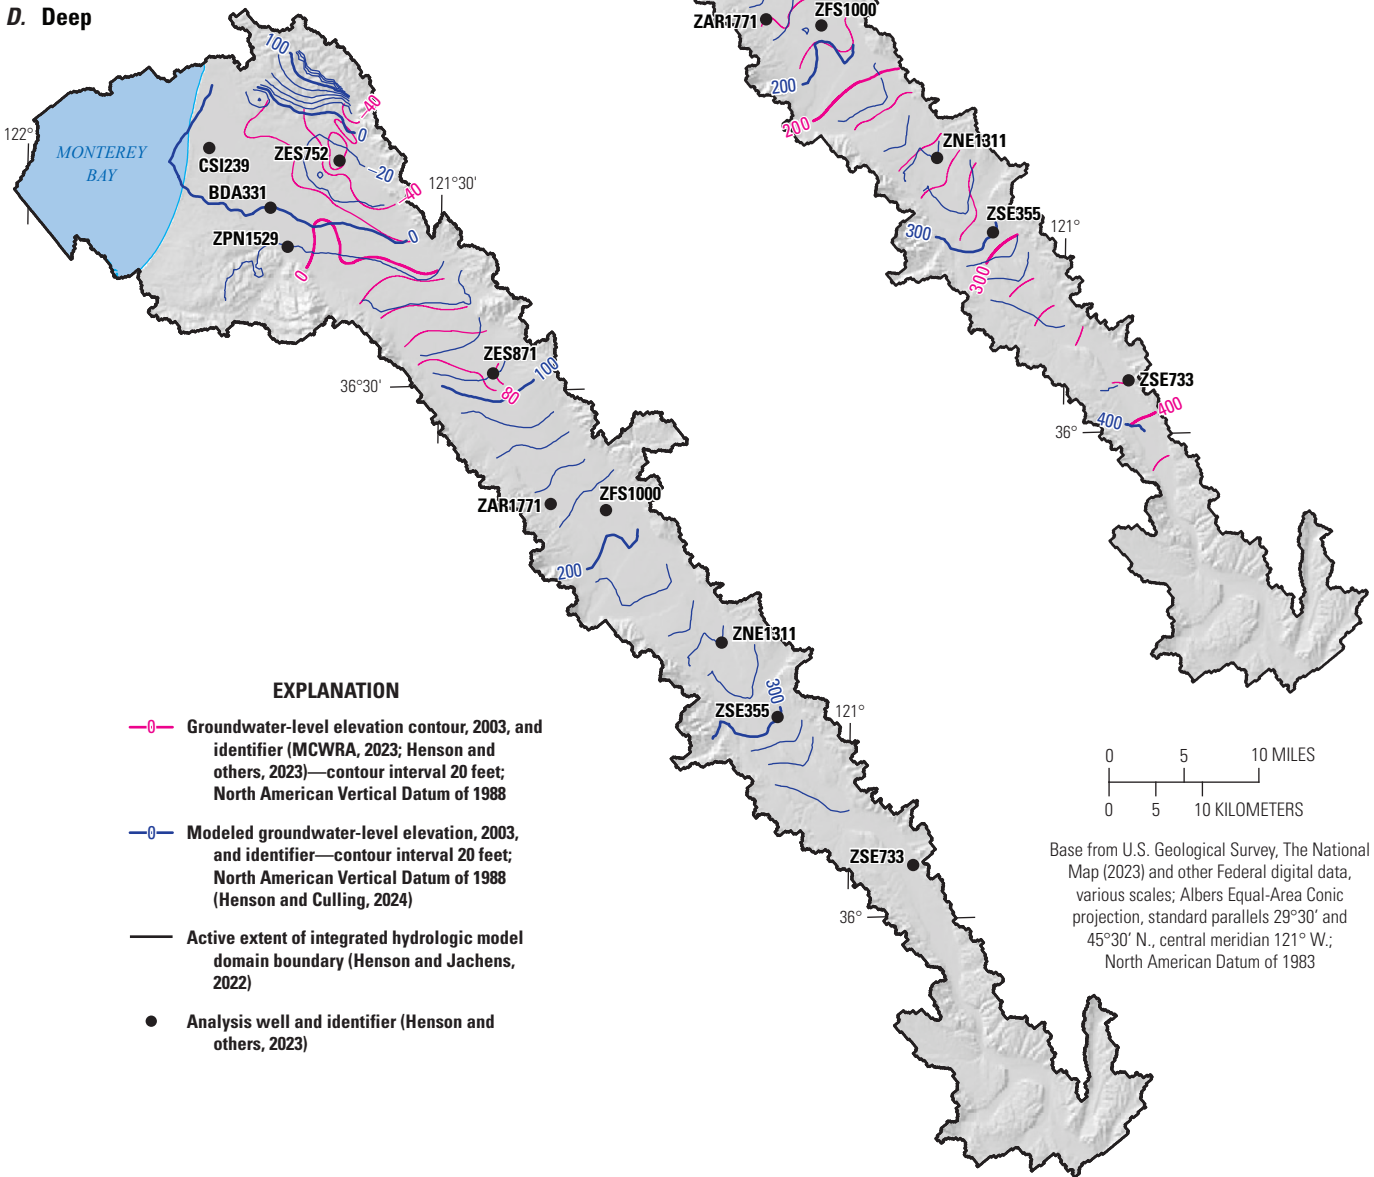 D. Deep
ZAR1771
ZFS1000
100
200
-40
200
122°
0
MONTEREY
BAY
CSI239
ZES752
ZNE1311
-20
BDA331
-40
121°30'
ZSE355
ZPN1529
0
300
121°
0
300
ZES871
100
36°30'
80
ZSE733
400
400
36°
ZAR1771
ZFS1000
200
ZNE1311
EXPLANATION
300
ZSE355
121°
0 Groundwater-level elevation contour, 2003, and
identifier (MCWRA, 2023; Henson and
others, 2023)—contour interval 20 feet;
North American Vertical Datum of 1988
0 5 10 MILES
0 5 10 KILOMETERS
0 Modeled groundwater-level elevation, 2003,
and identifier—contour interval 20 feet;
North American Vertical Datum of 1988
(Henson and Culling, 2024)
ZSE733
36°
Base from U.S. Geological Survey, The National
Map (2023) and other Federal digital data,
various scales; Albers Equal-Area Conic
projection, standard parallels 29°30' and
45°30' N., central meridian 121° W.;
North American Datum of 1983
Active extent of integrated hydrologic model
domain boundary (Henson and Jachens,
2022)
Analysis well and identifier (Henson and
others, 2023)